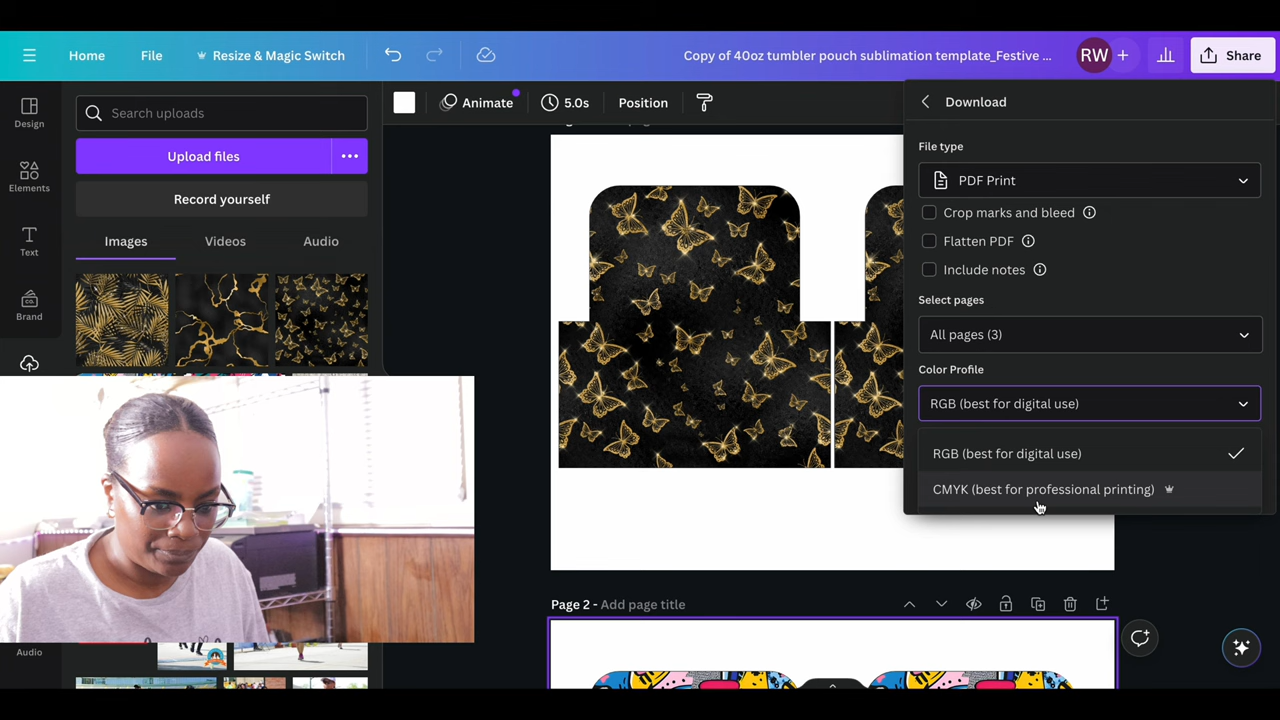 Home
File
Resize & Magic Switch
Copy of 40oz tumbler pouch sublimation template_Festive ...
RW
Share
Design
Elements
Text
Brand
Audio
Search uploads
Upload files
Record yourself
Images
Videos
Audio
Animate
5.0s
Position
Page 2 - Add page title
Download
File type
PDF Print
Crop marks and bleed
Flatten PDF
Include notes
Select pages
All pages (3)
Color Profile
RGB (best for digital use)
RGB (best for digital use)
CMYK (best for professional printing)